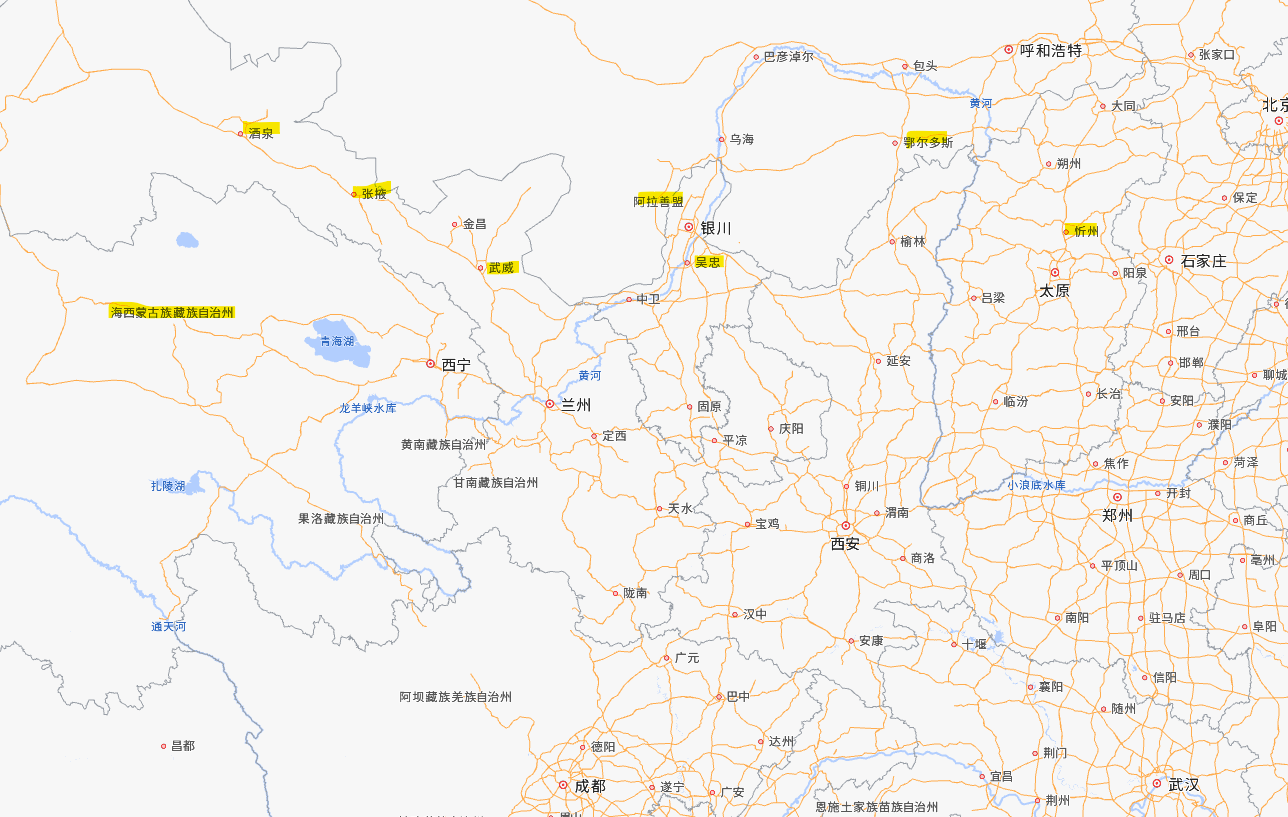 巴彦淖尔
呼和浩特
张家口
包头
黄河
大同
北京
酒泉
乌海
鄂尔多斯
朔州
张掖
阿拉善盟
保定
金昌
银川
忻州
榆林
武威
吴忠
石家庄
阳泉
太原
中卫
吕梁
海西蒙古族藏族自治州
青海湖
邢台
西宁
延安
邯郸
黄河
聊城
龙羊峡水库
兰州
固原
临汾
长治
安阳
定西
平凉
庆阳
濮阳
黄南藏族自治州
焦作
菏泽
甘南藏族自治州
扎陵湖
铜川
小浪底水库
开封
果洛藏族自治州
天水
宝鸡
渭南
郑州
商丘
西安
商洛
平顶山
亳州
周口
陇南
汉中
南阳
驻马店
通天河
安康
十堰
阜阳
广元
信阳
阿坝藏族羌族自治州
巴中
襄阳
随州
昌都
德阳
达州
荆门
成都
遂宁
广安
宜昌
武汉
恩施土家族苗族自治州
荆州